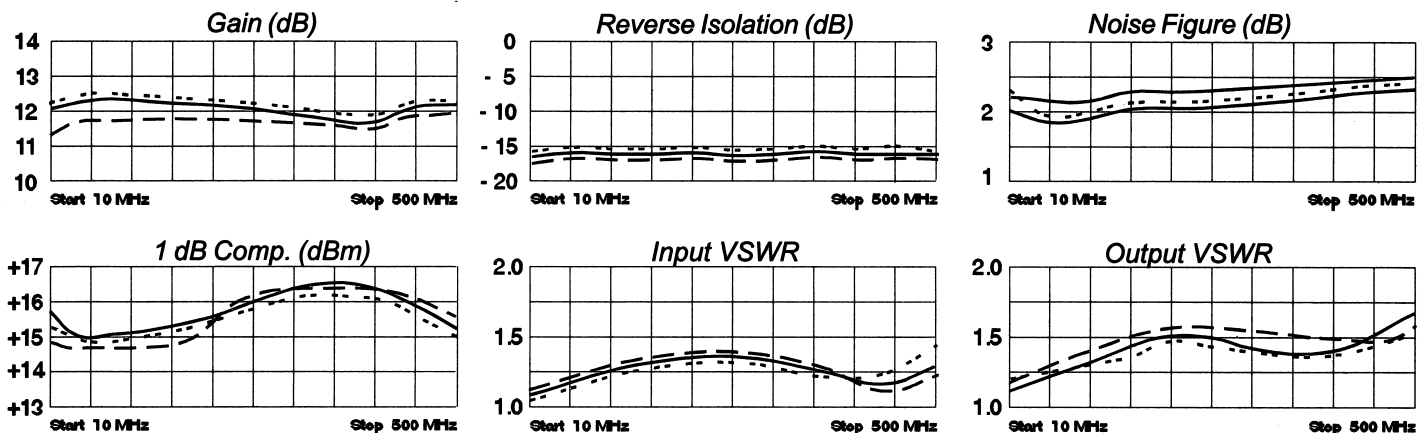 Gain (dB)
14
13
12
11
10
Start 10 MHz
Stop 500 MHz
Reverse Isolation (dB)
0
- 5
- 10
- 15
- 20
Start 10 MHz
Stop 500 MHz
Noise Figure (dB)
3
2
1
Start 10 MHz
Stop 500 MHz
1 dB Comp. (dBm)
+17
+16
+15
+14
+13
Start 10 MHz
Stop 500 MHz
Input VSWR
2.0
1.5
1.0
Start 10 MHz
Stop 500 MHz
Output VSWR
2.0
1.5
1.0
Start 10 MHz
Stop 500 MHz